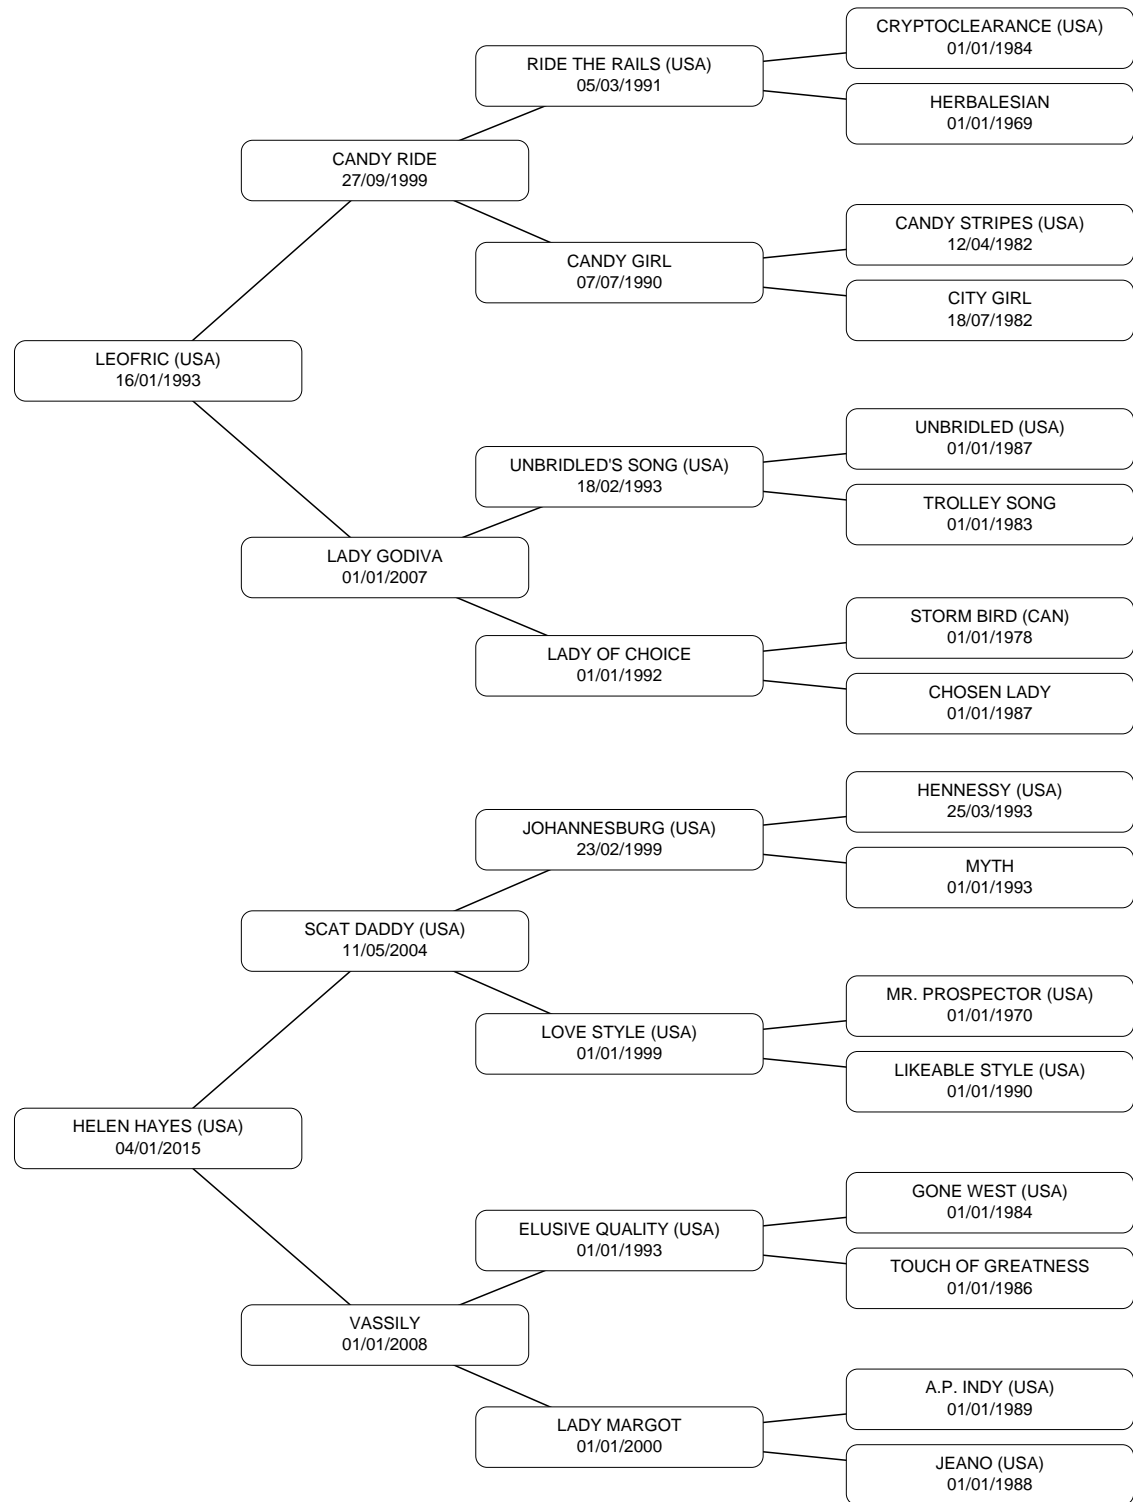 CRYPTOCLEARANCE (USA)
01/01/1984
RIDE THE RAILS (USA)
05/03/1991
HERBALESIAN
01/01/1969
CANDY RIDE
27/09/1999
CANDY STRIPES (USA)
12/04/1982
CANDY GIRL
07/07/1990
CITY GIRL
18/07/1982
LEOFRIC (USA)
16/01/1993
UNBRIDLED (USA)
01/01/1987
UNBRIDLED'S SONG (USA)
18/02/1993
TROLLEY SONG
01/01/1983
LADY GODIVA
01/01/2007
STORM BIRD (CAN)
01/01/1978
LADY OF CHOICE
01/01/1992
CHOSEN LADY
01/01/1987
HENNESSY (USA)
25/03/1993
JOHANNESBURG (USA)
23/02/1999
MYTH
01/01/1993
SCAT DADDY (USA)
11/05/2004
MR. PROSPECTOR (USA)
01/01/1970
LOVE STYLE (USA)
01/01/1999
LIKEABLE STYLE (USA)
01/01/1990
HELEN HAYES (USA)
04/01/2015
GONE WEST (USA)
01/01/1984
ELUSIVE QUALITY (USA)
01/01/1993
TOUCH OF GREATNESS
01/01/1986
VASSILY
01/01/2008
A.P. INDY (USA)
01/01/1989
LADY MARGOT
01/01/2000
JEANO (USA)
01/01/1988